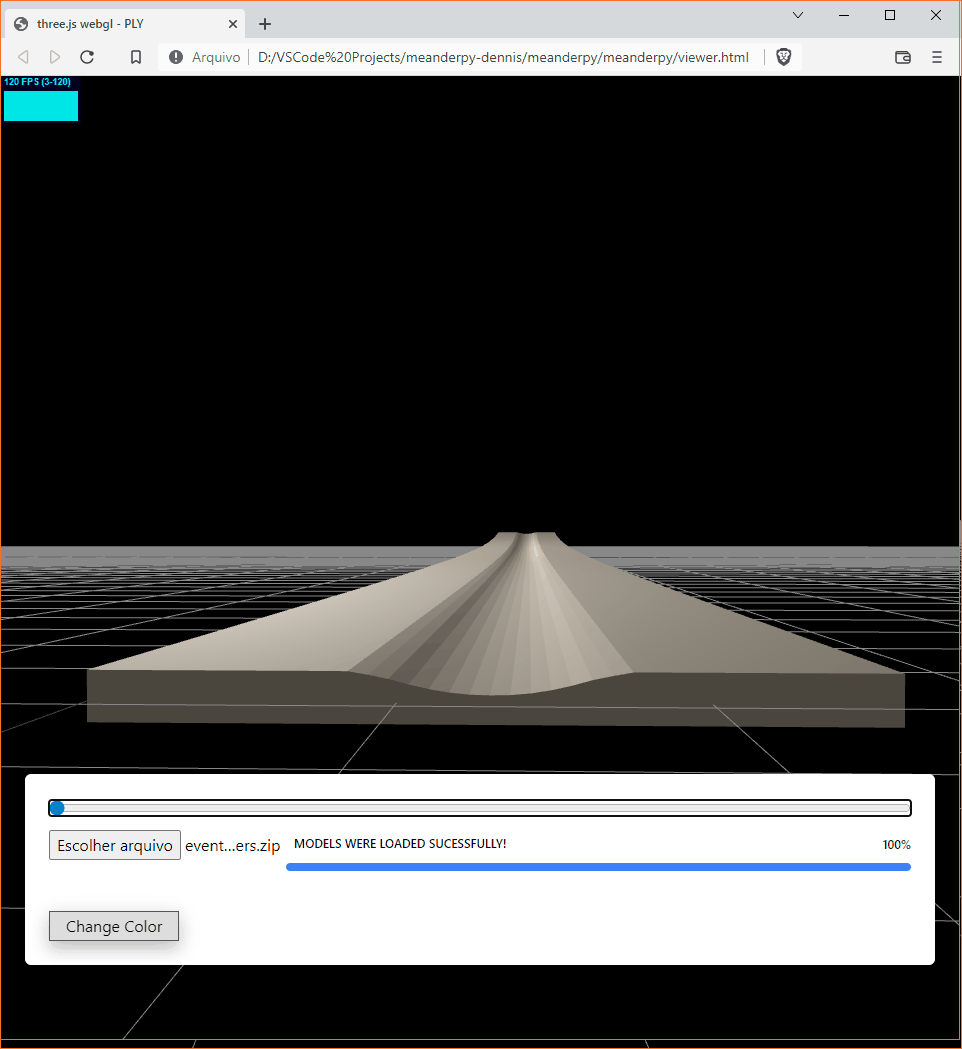 three.js webgl - PLY
Arquivo D:/VSCode%20Projects/meanderpy-dennis/meanderpy/meanderpy/viewer.html
120 FPS (3-120)
Escolher arquivo event...ers.zip MODELS WERE LOADED SUCESSFULLY! 100%
Change Color